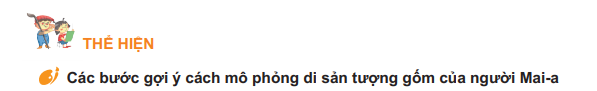 THỂ HIỆN
Các bước gợi ý cách mô phỏng di sản tượng gốm của người Mai-a